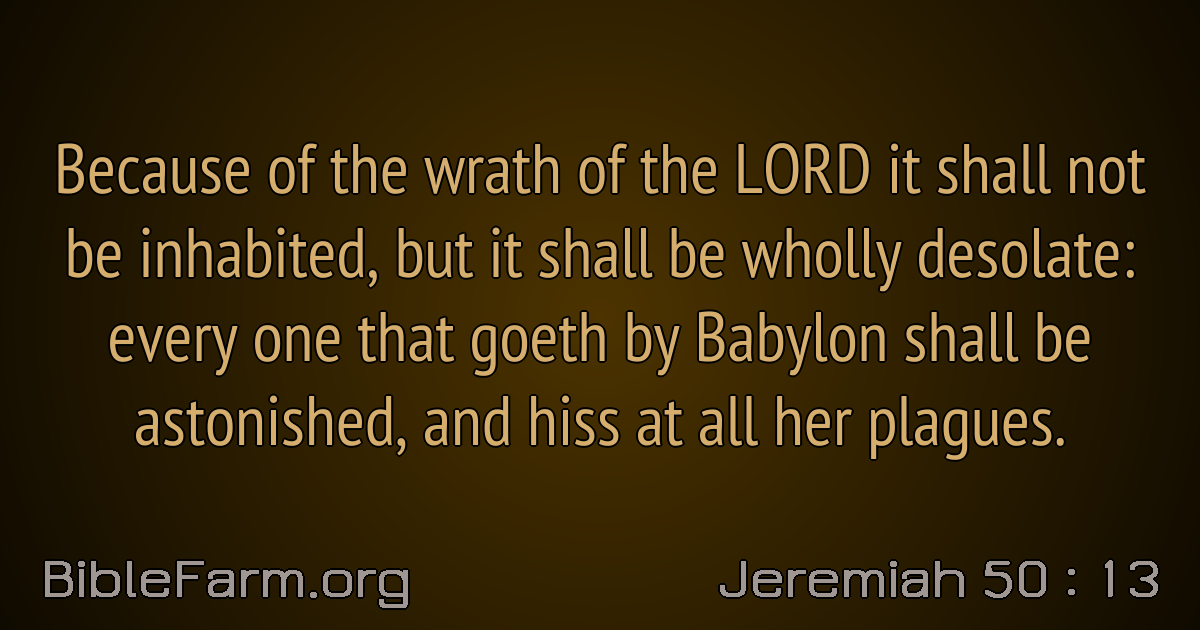 Because of the wrath of the LORD it shall not
be inhabited, but it shall be wholly desolate:
every one that goeth by Babylon shall be
astonished, and hiss at all her plagues.
BibleFarm.org
Jeremiah 50 : 13